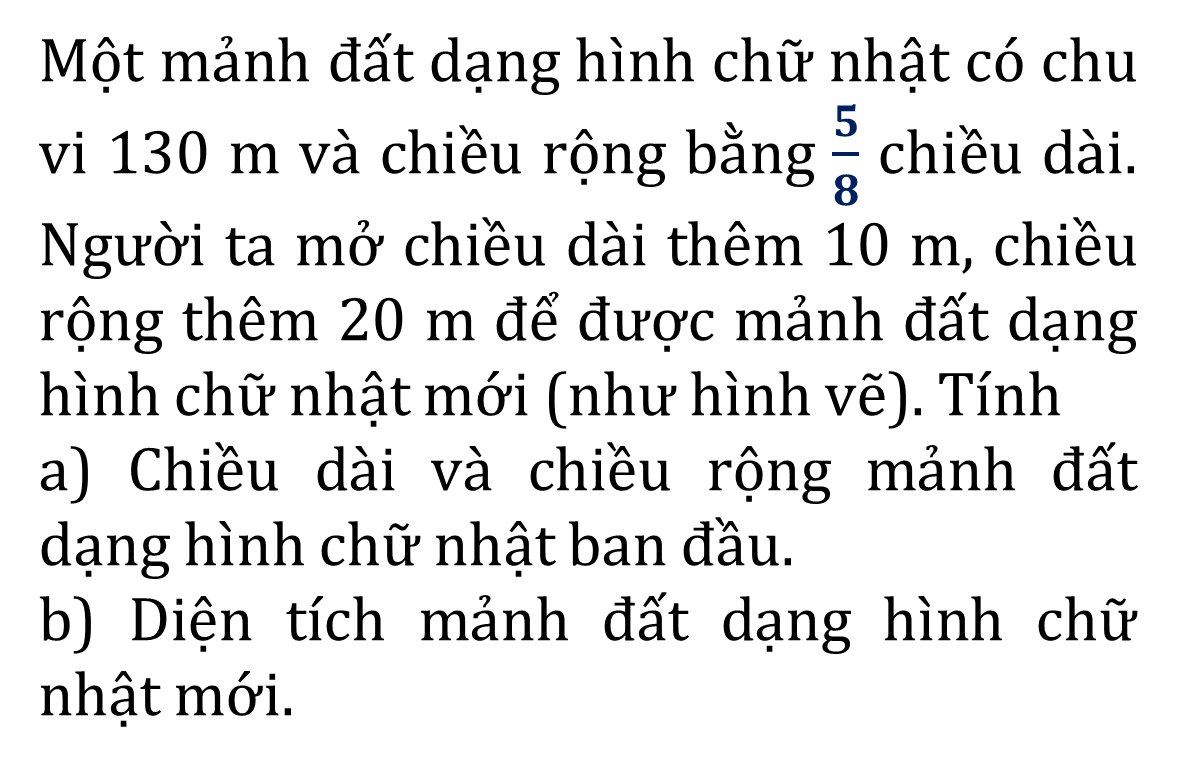 Một mảnh đất dạng hình chữ nhật có chu
vi 130 m và chiều rộng bằng 5/8 chiều dài.
Người ta mở chiều dài thêm 10 m, chiều
rộng thêm 20 m để được mảnh đất dạng
hình chữ nhật mới (như hình vẽ). Tính
a) Chiều dài và chiều rộng mảnh đất
dạng hình chữ nhật ban đầu.
b) Diện tích mảnh đất dạng hình chữ
nhật mới.